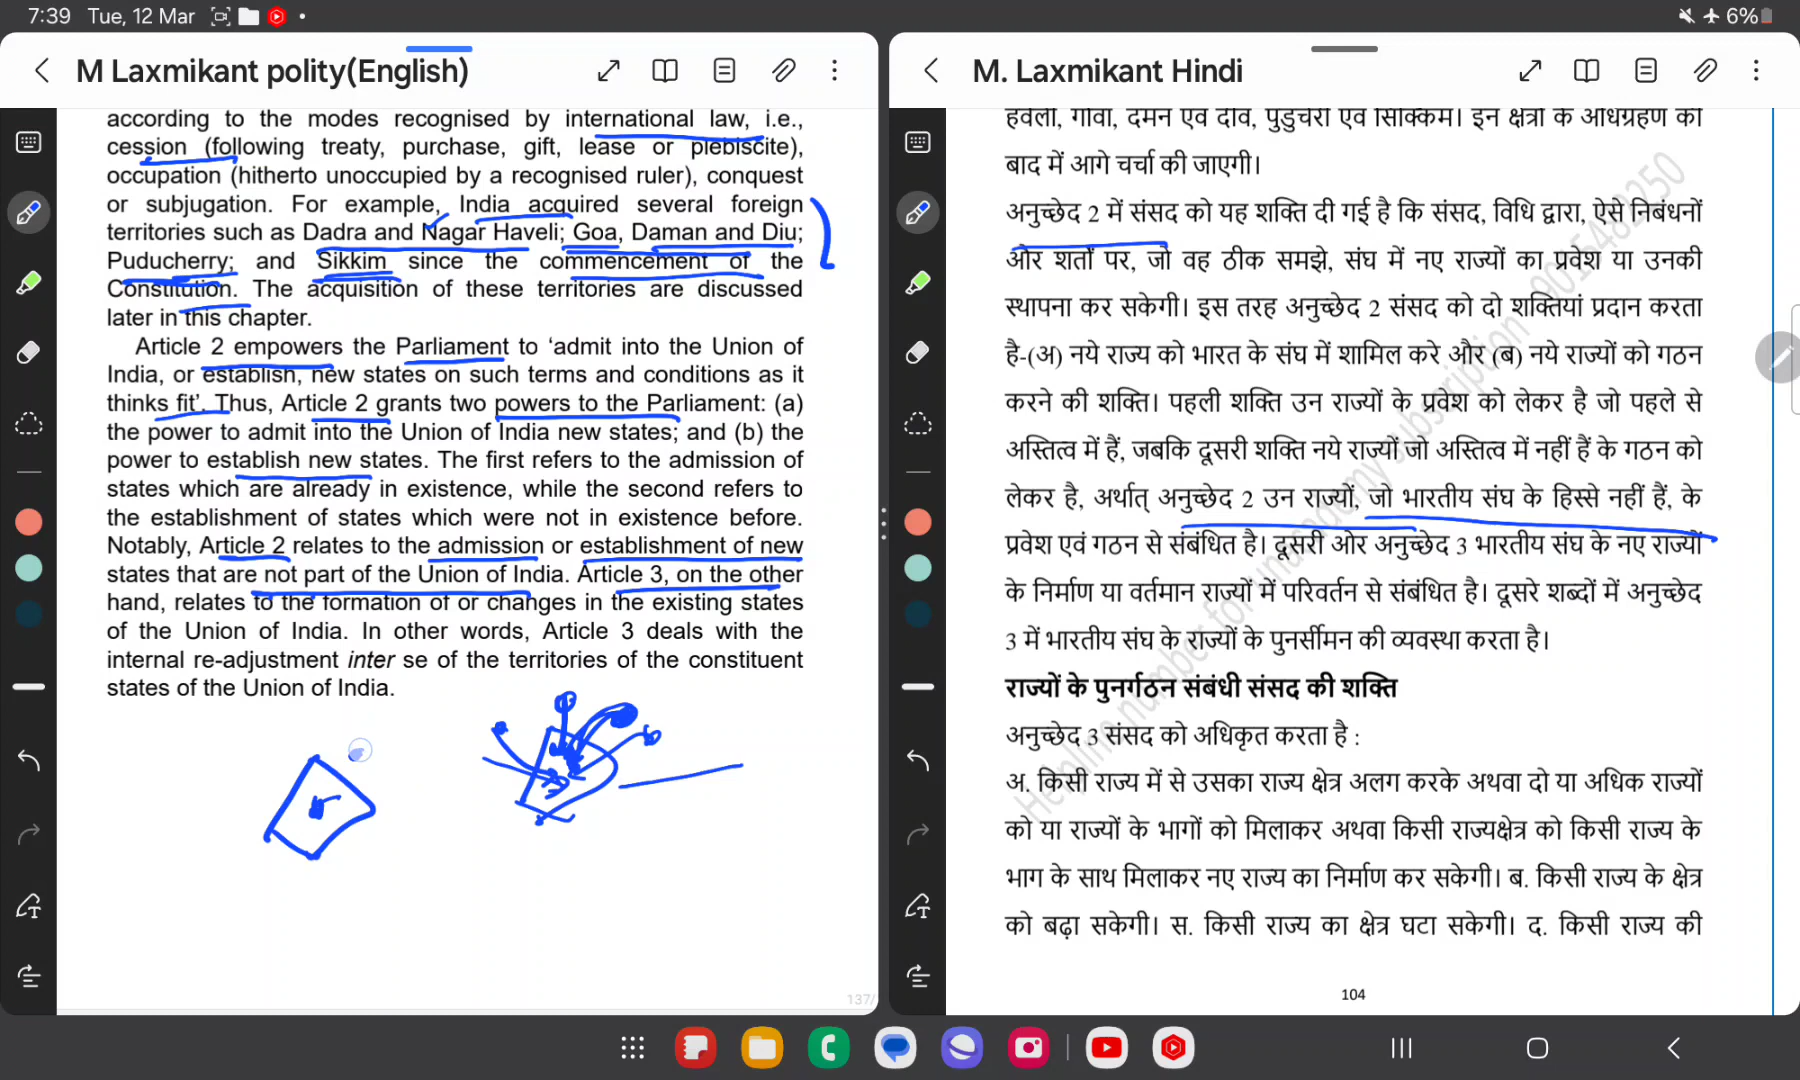 7:39 Tue, 12 Mar
6%
M Laxmikant polity(English)
according to the modes recognised by international law, i.e.,
cession (following treaty, purchase, gift, lease or plebiscite),
occupation (hitherto unoccupied by a recognised ruler), conquest
or subjugation. For example, India acquired several foreign
territories such as Dadra and Nagar Haveli; Goa, Daman and Diu;
Puducherry; and Sikkim since the commencement of the
Constitution. The acquisition of these territories are discussed
later in this chapter.
Article 2 empowers the Parliament to ‘admit into the Union of
India, or establish, new states on such terms and conditions as it
thinks fit’. Thus, Article 2 grants two powers to the Parliament: (a)
the power to admit into the Union of India new states; and (b) the
power to establish new states. The first refers to the admission of
states which are already in existence, while the second refers to
the establishment of states which were not in existence before.
Notably, Article 2 relates to the admission or establishment of new
states that are not part of the Union of India. Article 3, on the other
hand, relates to the formation of or changes in the existing states
of the Union of India. In other words, Article 3 deals with the
internal re-adjustment inter se of the territories of the constituent
states of the Union of India.
137/
M. Laxmikant Hindi
हवेली, गोवा, दमन एवं दीव, पुडुचेरी एवं सिक्किम। इन क्षेत्रों के अधिग्रहण की
बाद में आगे चर्चा की जाएगी।
अनुच्छेद 2 में संसद को यह शक्ति दी गई है कि संसद, विधि द्वारा, ऐसे निबंधनों
और शर्तों पर, जो वह ठीक समझे, संघ में नए राज्यों का प्रवेश या उनकी
स्थापना कर सकेगी। इस तरह अनुच्छेद 2 संसद को दो शक्तियां प्रदान करता
है-(अ) नये राज्य को भारत के संघ में शामिल करे और (ब) नये राज्यों को गठन
करने की शक्ति। पहली शक्ति उन राज्यों के प्रवेश को लेकर है जो पहले से
अस्तित्व में हैं, जबकि दूसरी शक्ति नये राज्यों जो अस्तित्व में नहीं हैं के गठन को
लेकर है, अर्थात् अनुच्छेद 2 उन राज्यों, जो भारतीय संघ के हिस्से नहीं हैं, के
प्रवेश एवं गठन से संबंधित है। दूसरी ओर अनुच्छेद 3 भारतीय संघ के नए राज्यों
के निर्माण या वर्तमान राज्यों में परिवर्तन से संबंधित है। दूसरे शब्दों में अनुच्छेद
3 में भारतीय संघ के राज्यों के पुनर्सीमन की व्यवस्था करता है।
राज्यों के पुनर्गठन संबंधी संसद की शक्ति
अनुच्छेद 3 संसद को अधिकृत करता है :
अ. किसी राज्य में से उसका राज्य क्षेत्र अलग करके अथवा दो या अधिक राज्यों
को या राज्यों के भागों को मिलाकर अथवा किसी राज्यक्षेत्र को किसी राज्य के
भाग के साथ मिलाकर नए राज्य का निर्माण कर सकेगी। ब. किसी राज्य के क्षेत्र
को बढ़ा सकेगी। स. किसी राज्य का क्षेत्र घटा सकेगी। द. किसी राज्य की
104